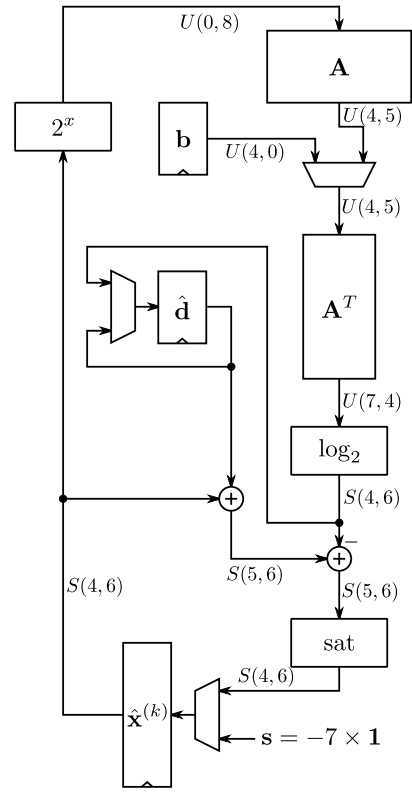 U(0, 8)
A
2^x
U(4, 5)
b
U(4, 0)
U(4, 5)
A^T
d̂
U(7, 4)
log₂
S(4, 6)
+
−
+
S(5, 6)
S(4, 6)
S(5, 6)
sat
S(4, 6)
x̂^(k)
s = −7 × 1